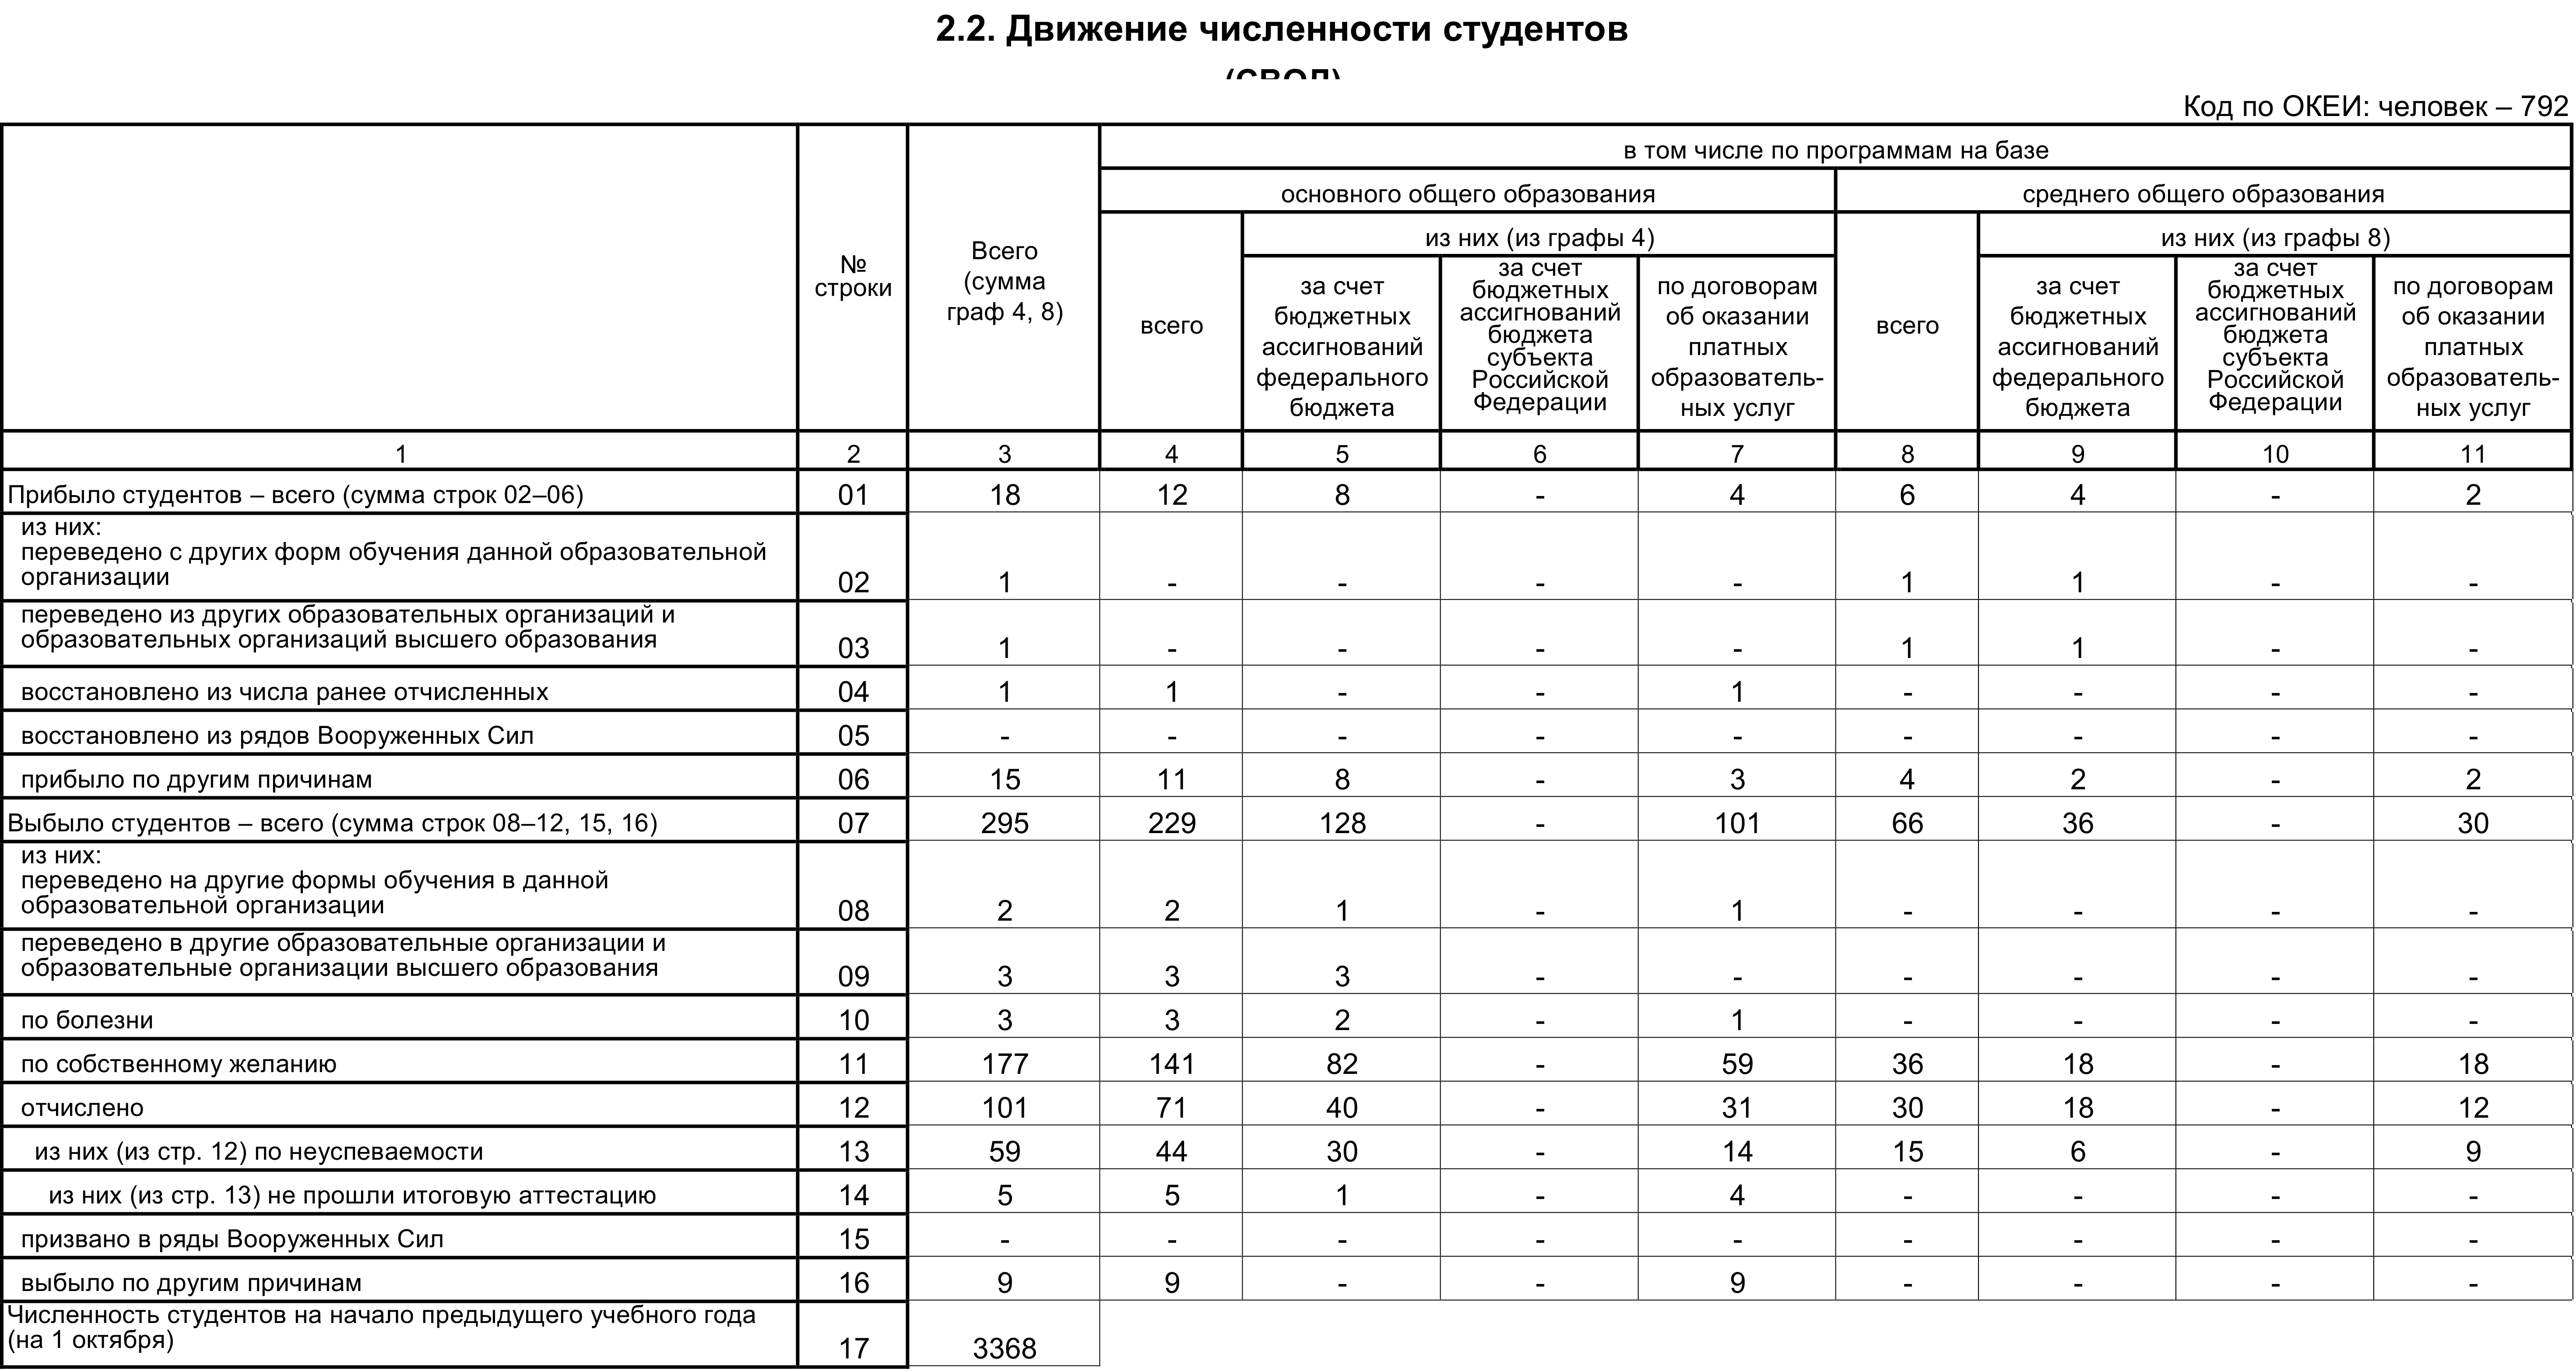 2.2. Движение численности студентов
(СВОД)
Код по ОКЕИ: человек – 792
в том числе по программам на базе
основного общего образования среднего общего образования
из них (из графы 4) из них (из графы 8)
№
строки
Всего
(сумма
граф 4, 8)
всего
за счет
бюджетных
ассигнований
федерального
бюджета
за счет
бюджетных
ассигнований
бюджета
субъекта
Российской
Федерации
по договорам
об оказании
платных
образователь-
ных услуг
всего
за счет
бюджетных
ассигнований
федерального
бюджета
за счет
бюджетных
ассигнований
бюджета
субъекта
Российской
Федерации
по договорам
об оказании
платных
образователь-
ных услуг
1 2 3 4 5 6 7 8 9 10 11
Прибыло студентов – всего (сумма строк 02–06) 01 18 12 8 - 4 6 4 - 2
из них:
переведено с других форм обучения данной образовательной
организации 02 1 - - - - 1 1 - -
переведено из других образовательных организаций и
образовательных организаций высшего образования 03 1 - - - - 1 1 - -
восстановлено из числа ранее отчисленных 04 1 1 - - 1 - - - -
восстановлено из рядов Вооруженных Сил 05 - - - - - - - - -
прибыло по другим причинам 06 15 11 8 - 3 4 2 - 2
Выбыло студентов – всего (сумма строк 08–12, 15, 16) 07 295 229 128 - 101 66 36 - 30
из них:
переведено на другие формы обучения в данной
образовательной организации 08 2 2 1 - 1 - - - -
переведено в другие образовательные организации и
образовательные организации высшего образования 09 3 3 3 - - - - - -
по болезни 10 3 3 2 - 1 - - - -
по собственному желанию 11 177 141 82 - 59 36 18 - 18
отчислено 12 101 71 40 - 31 30 18 - 12
из них (из стр. 12) по неуспеваемости 13 59 44 30 - 14 15 6 - 9
из них (из стр. 13) не прошли итоговую аттестацию 14 5 5 1 - 4 - - - -
призвано в ряды Вооруженных Сил 15 - - - - - - - - -
выбыло по другим причинам 16 9 9 - - 9 - - - -
Численность студентов на начало предыдущего учебного года
(на 1 октября) 17 3368